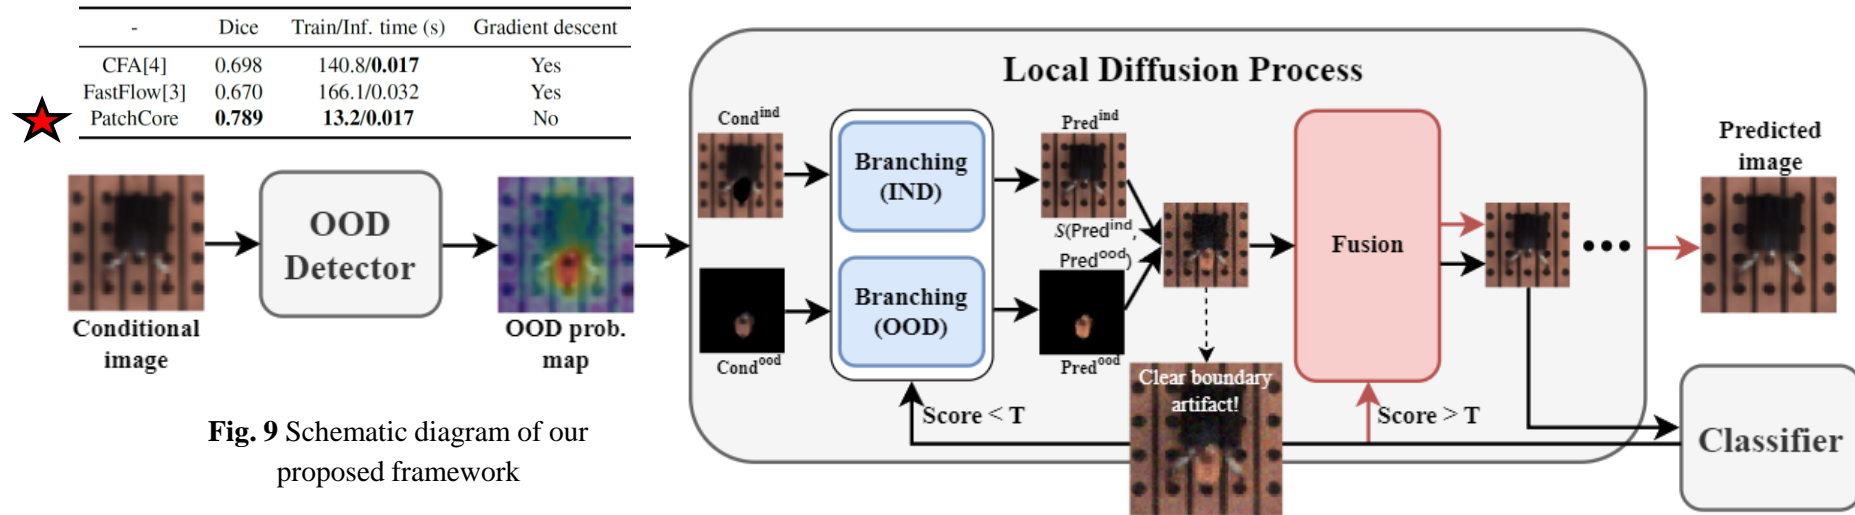 - Dice Train/Inf. time (s) Gradient descent
CFA[4] 0.698 140.8/0.017 Yes
FastFlow[3] 0.670 166.1/0.032 Yes
PatchCore 0.789 13.2/0.017 No
Conditional
image
OOD
Detector
OOD prob.
map
Fig. 9 Schematic diagram of our
proposed framework
Local Diffusion Process
Cond^ind
Branching
(IND)
Pred^ind
Cond^ood
Branching
(OOD)
Pred^ood
S(Pred^ind,
Pred^ood)
Clear boundary
artifact!
Fusion
Score < T
Score > T
Predicted
image
Classifier